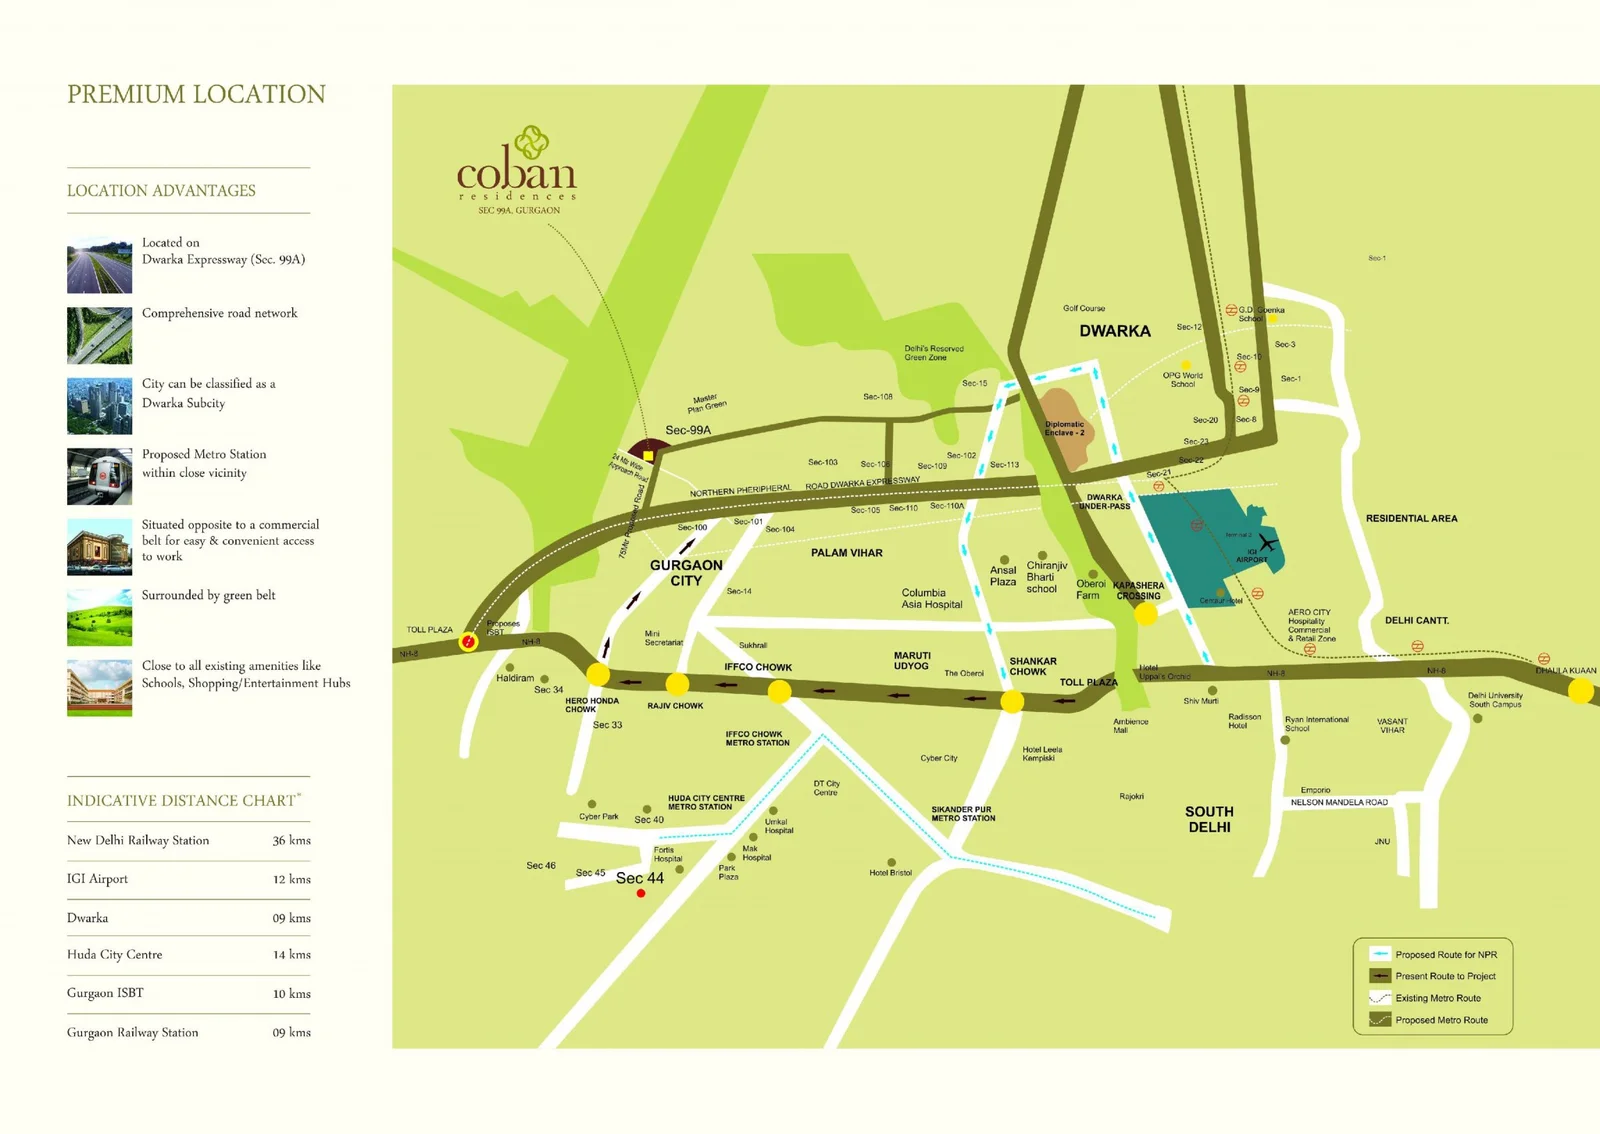 PREMIUM LOCATION
LOCATION ADVANTAGES
Located on
Dwarka Expressway (Sec. 99A)
Comprehensive road network
City can be classified as a
Dwarka Subcity
Proposed Metro Station
within close vicinity
Situated opposite to a commercial
belt for easy & convenient access
to work
Surrounded by green belt
Close to all existing amenities like
Schools, Shopping/Entertainment Hubs
INDICATIVE DISTANCE CHART*
New Delhi Railway Station 36 kms
IGI Airport 12 kms
Dwarka 09 kms
Huda City Centre 14 kms
Gurgaon ISBT 10 kms
Gurgaon Railway Station 09 kms
coban
residences
SEC 99A, GURGAON
Sec-1
Golf Course
DWARKA
Sec-12
G.D. Goenka
School
Sec-3
Delhi's Reserved
Green Zone
Sec-10
OPG World
School
Sec-1
Sec-15
Sec-9
Master
Plan Green
Sec-108
Sec-20
Sec-8
Diplomatic
Enclave - 2
Sec-99A
Sec-23
24 Mtr Wide
Approach Road
Sec-103
Sec-106
Sec-109
Sec-102
Sec-113
Sec-22
Sec-21
NORTHERN PHERIPHERAL ROAD DWARKA EXPRESSWAY
75Mtr Proposed Road
DWARKA
UNDER-PASS
Sec-100
Sec-101
Sec-104
Sec-105
Sec-110
Sec-110A
RESIDENTIAL AREA
Terminal 3
IGI
AIRPORT
PALAM VIHAR
GURGAON
CITY
Ansal
Plaza
Chiranjiv
Bharti
school
Oberoi
Farm
KAPASHERA
CROSSING
Sec-14
Columbia
Asia Hospital
Centaur Hotel
AERO CITY
Hospitality
Commercial
& Retail Zone
DELHI CANTT.
TOLL PLAZA
Proposes
ISBT
NH-8
NH-8
Mini
Secretariat
Sukhrali
IFFCO CHOWK
MARUTI
UDYOG
The Oberoi
SHANKAR
CHOWK
TOLL PLAZA
Hotel
Uppal's Orchid
NH-8
NH-8
DHAULA KUAAN
Haldiram
Sec 34
HERO HONDA
CHOWK
RAJIV CHOWK
Sec 33
Shiv Murti
Delhi University
South Campus
Ambience
Mall
Radisson
Hotel
Ryan International
School
VASANT
VIHAR
IFFCO CHOWK
METRO STATION
Cyber City
Hotel Leela
Kempiski
DT City
Centre
Rajokri
Emporio
NELSON MANDELA ROAD
HUDA CITY CENTRE
METRO STATION
Cyber Park
Sec 40
Umkal
Hospital
SIKANDER PUR
METRO STATION
SOUTH
DELHI
JNU
Fortis
Hospital
Mak
Hospital
Park
Plaza
Sec 46
Sec 45
Sec 44
Hotel Bristol
Proposed Route for NPR
Present Route to Project
Existing Metro Route
Proposed Metro Route